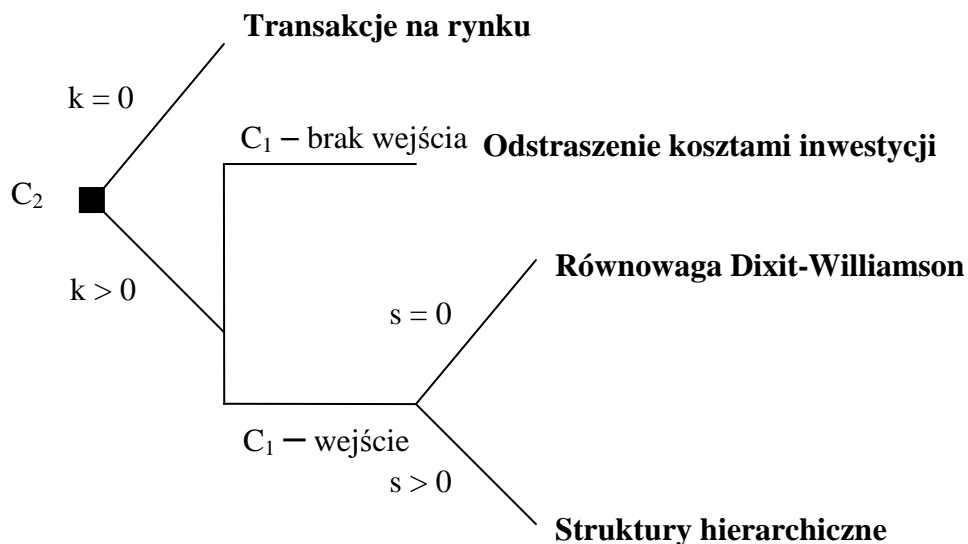 Transakcje na rynku
k = 0
C₁ – brak wejścia
Odstraszenie kosztami inwestycji
C₂
k > 0
Równowaga Dixit-Williamson
s = 0
C₁ – wejście
s > 0
Struktury hierarchiczne